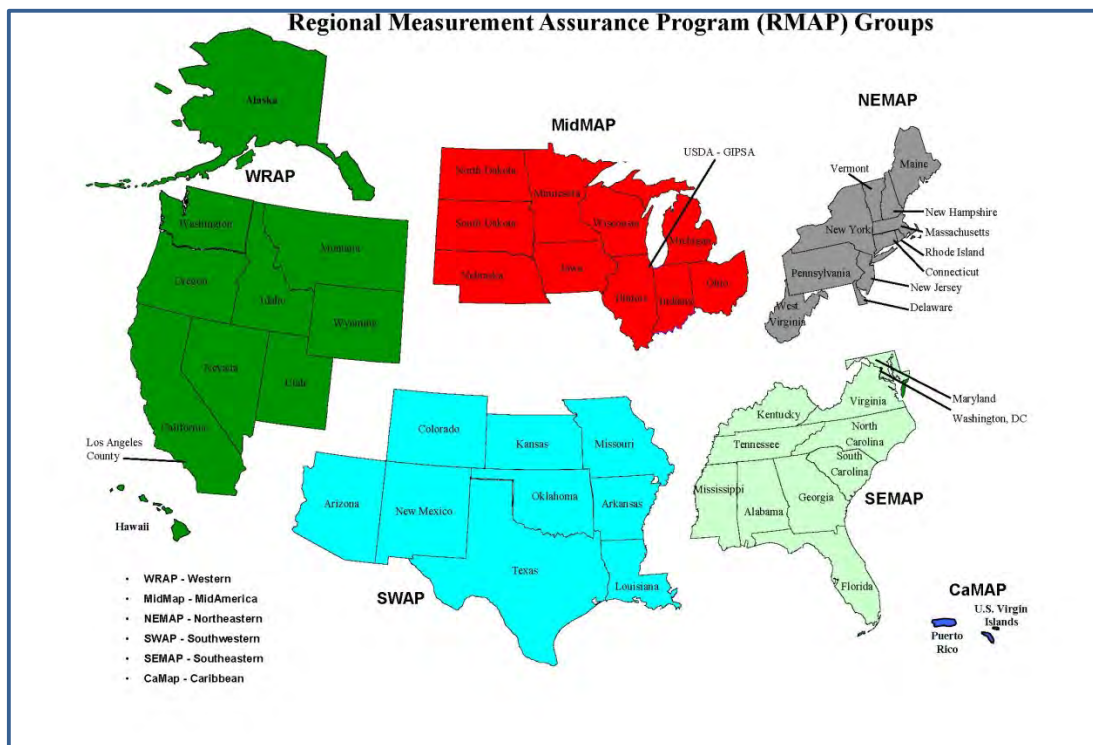 Regional Measurement Assurance Program (RMAP) Groups
Alaska
WRAP
Washington
Montana
Oregon
Idaho
Wyoming
Nevada
Utah
California
Los Angeles
County
Hawaii
MidMAP
USDA - GIPSA
North Dakota
Minnesota
South Dakota
Wisconsin
Michigan
Nebraska
Iowa
Illinois
Indiana
Ohio
NEMAP
Maine
Vermont
New Hampshire
New York
Massachusetts
Rhode Island
Connecticut
Pennsylvania
New Jersey
Delaware
West
Virginia
Colorado
Kansas
Missouri
Arizona
New Mexico
Oklahoma
Arkansas
Texas
Louisiana
SWAP
Maryland
Washington, DC
Virginia
Kentucky
North
Carolina
Tennessee
South
Carolina
Mississippi
Alabama
Georgia
SEMAP
Florida
CaMAP
U.S. Virgin
Islands
Puerto
Rico
• WRAP - Western
• MidMap - MidAmerica
• NEMAP - Northeastern
• SWAP - Southwestern
• SEMAP - Southeastern
• CaMap - Caribbean